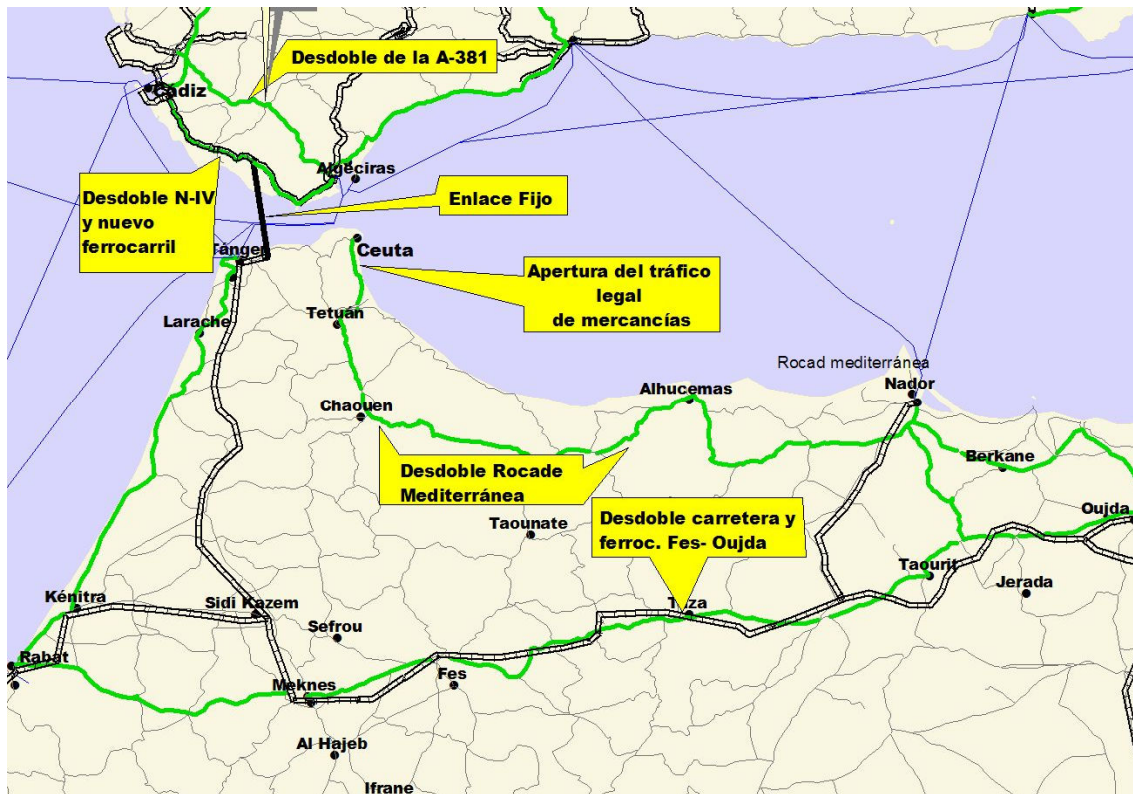 Desdoble de la A-381
Cadiz
Algeciras
Desdoble N-IV
y nuevo
ferrocarril
Enlace Fijo
Tánger
Ceuta
Apertura del tráfico
legal
de mercancías
Larache
Tetuán
Rocad mediterránea
Nador
Alhucemas
Chaouen
Berkane
Desdoble Rocade
Mediterránea
Oujda
Desdoble carretera y
ferroc. Fes- Oujda
Taounate
Taourit
Jerada
Kénitra
Sidi Kazem
Taza
Sefrou
Rabat
Fes
Meknes
Al Hajeb
Ifrane